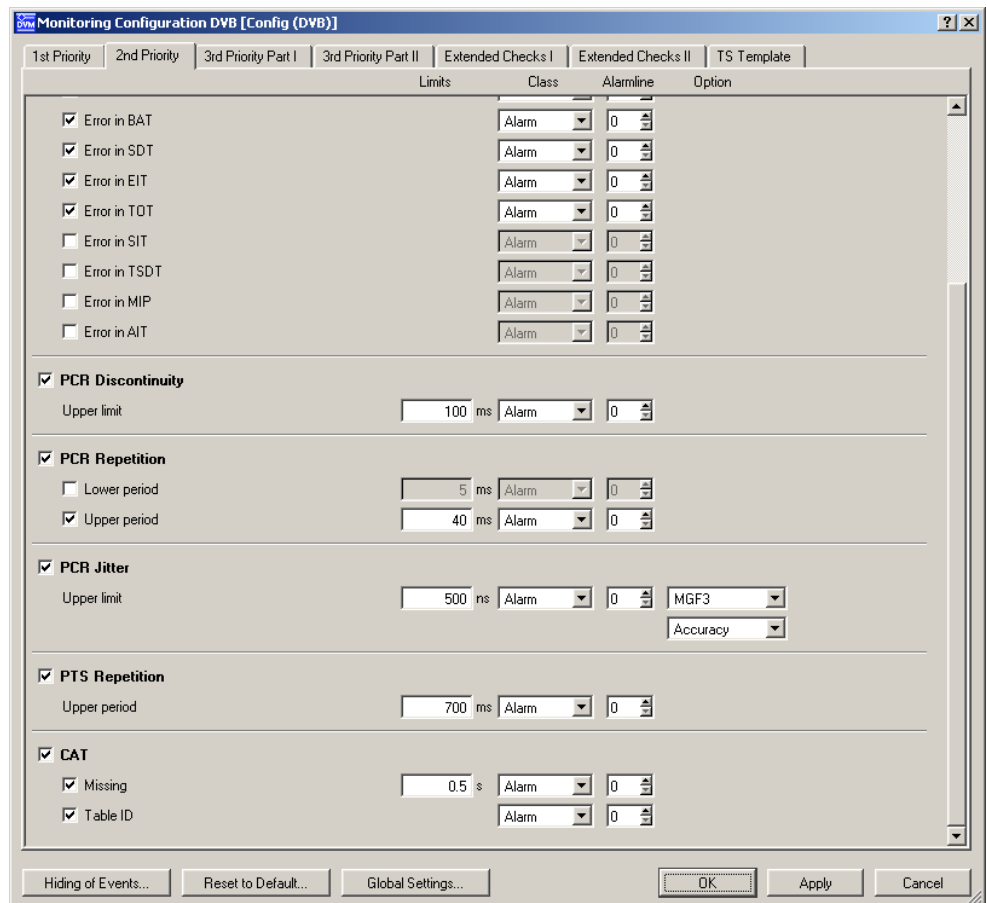 DVM Monitoring Configuration DVB [Config (DVB)]
1st Priority 2nd Priority 3rd Priority Part I 3rd Priority Part II Extended Checks I Extended Checks II TS Template
Limits Class Alarmline Option
Error in BAT Alarm 0
Error in SDT Alarm 0
Error in EIT Alarm 0
Error in TOT Alarm 0
Error in SIT Alarm 0
Error in TSDT Alarm 0
Error in MIP Alarm 0
Error in AIT Alarm 0
PCR Discontinuity
Upper limit 100 ms Alarm 0
PCR Repetition
Lower period 5 ms Alarm 0
Upper period 40 ms Alarm 0
PCR Jitter
Upper limit 500 ns Alarm 0 MGF3
Accuracy
PTS Repetition
Upper period 700 ms Alarm 0
CAT
Missing 0.5 s Alarm 0
Table ID Alarm 0
Hiding of Events... Reset to Default... Global Settings... OK Apply Cancel